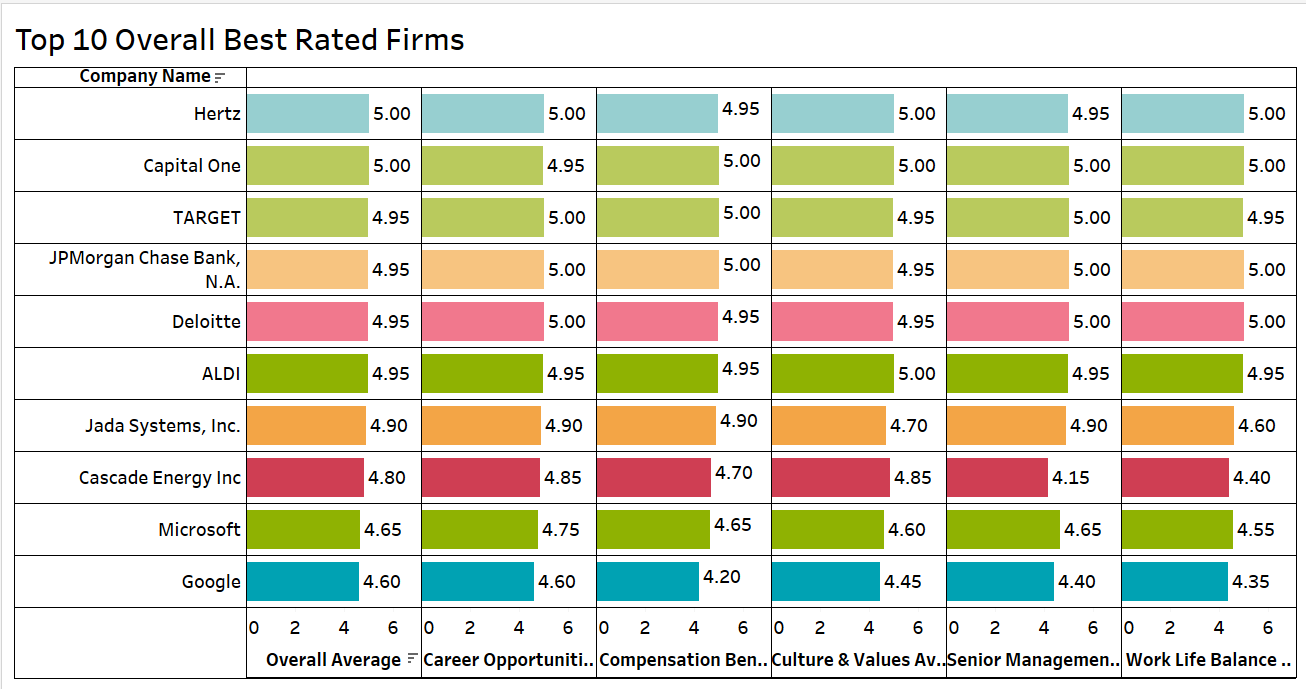 Top 10 Overall Best Rated Firms
Company Name
Hertz 5.00 5.00 4.95 5.00 4.95 5.00
Capital One 5.00 4.95 5.00 5.00 5.00 5.00
TARGET 4.95 5.00 5.00 4.95 5.00 4.95
JPMorgan Chase Bank,
N.A. 4.95 5.00 5.00 4.95 5.00 5.00
Deloitte 4.95 5.00 4.95 4.95 5.00 5.00
ALDI 4.95 4.95 4.95 5.00 4.95 4.95
Jada Systems, Inc. 4.90 4.90 4.90 4.70 4.90 4.60
Cascade Energy Inc 4.80 4.85 4.70 4.85 4.15 4.40
Microsoft 4.65 4.75 4.65 4.60 4.65 4.55
Google 4.60 4.60 4.20 4.45 4.40 4.35
0 2 4 6 0 2 4 6 0 2 4 6 0 2 4 6 0 2 4 6 0 2 4 6
Overall Average Career Opportuniti.. Compensation Ben.. Culture & Values Av.. Senior Managemen.. Work Life Balance ..